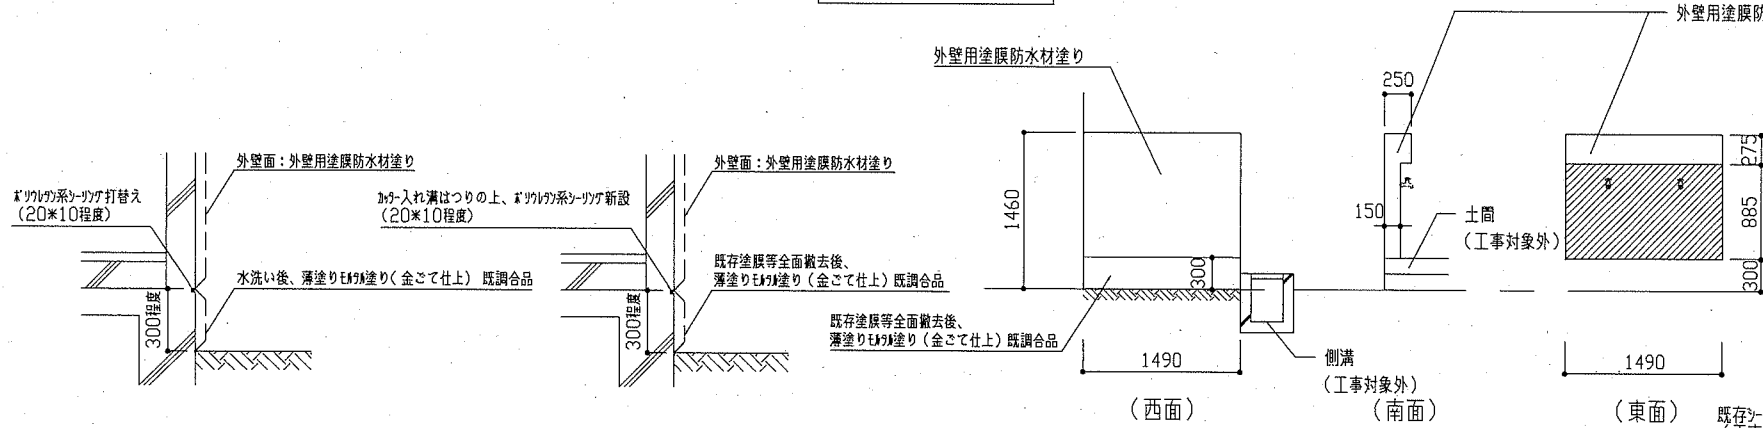 ポリウレタン系シーリング打替え
(20*10程度)
外壁面：外壁用塗膜防水材塗り
水洗い後、薄塗りモルタル塗り(金ごて仕上) 既調合品
300程度
カッター入れ溝はつりの上、ポリウレタン系シーリング新設
(20*10程度)
外壁面：外壁用塗膜防水材塗り
既存塗膜等全面撤去後、
薄塗りモルタル塗り(金ごて仕上) 既調合品
300程度
外壁用塗膜防水材塗り
1460
300
既存塗膜等全面撤去後、
薄塗りモルタル塗り(金ごて仕上) 既調合品
1490
側溝
(工事対象外)
(西面)
250
150
土間
(工事対象外)
(南面)
外壁用塗膜防
275
885
300
1490
(東面)
既存シー